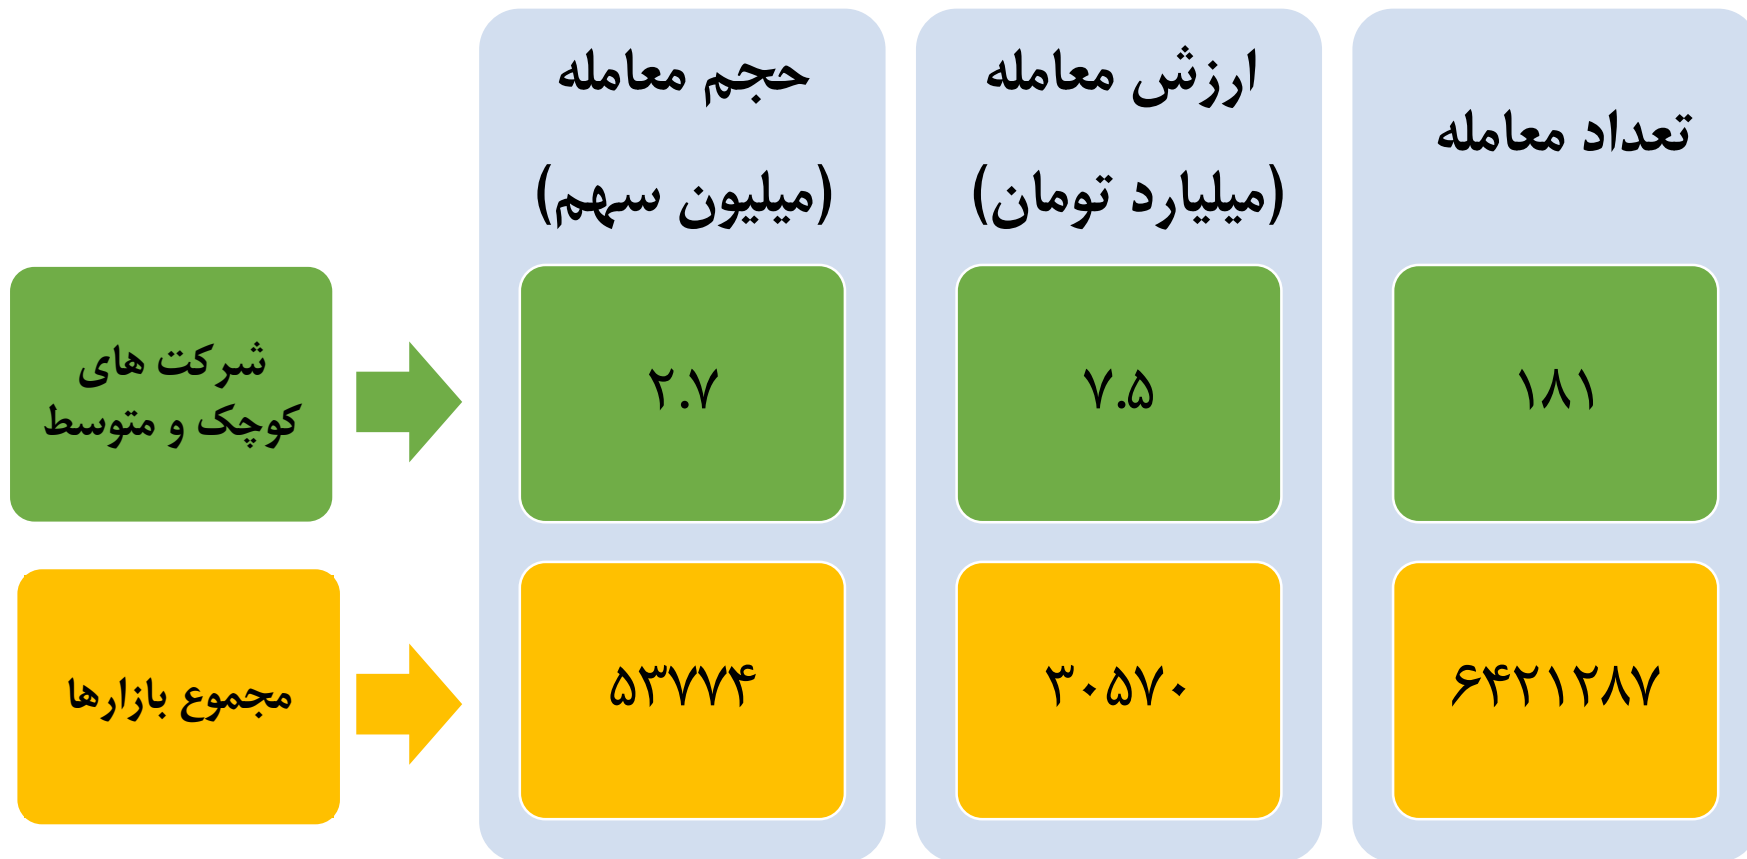 تعداد معامله
ارزش معامله
(میلیارد تومان)
حجم معامله
(میلیون سهم)
شرکت های
کوچک و متوسط
۲.۷
۷.۵
۱۸۱
مجموع بازارها
۵۳۷۷۴
۳۰۵۷۰
۶۴۲۱۲۸۷